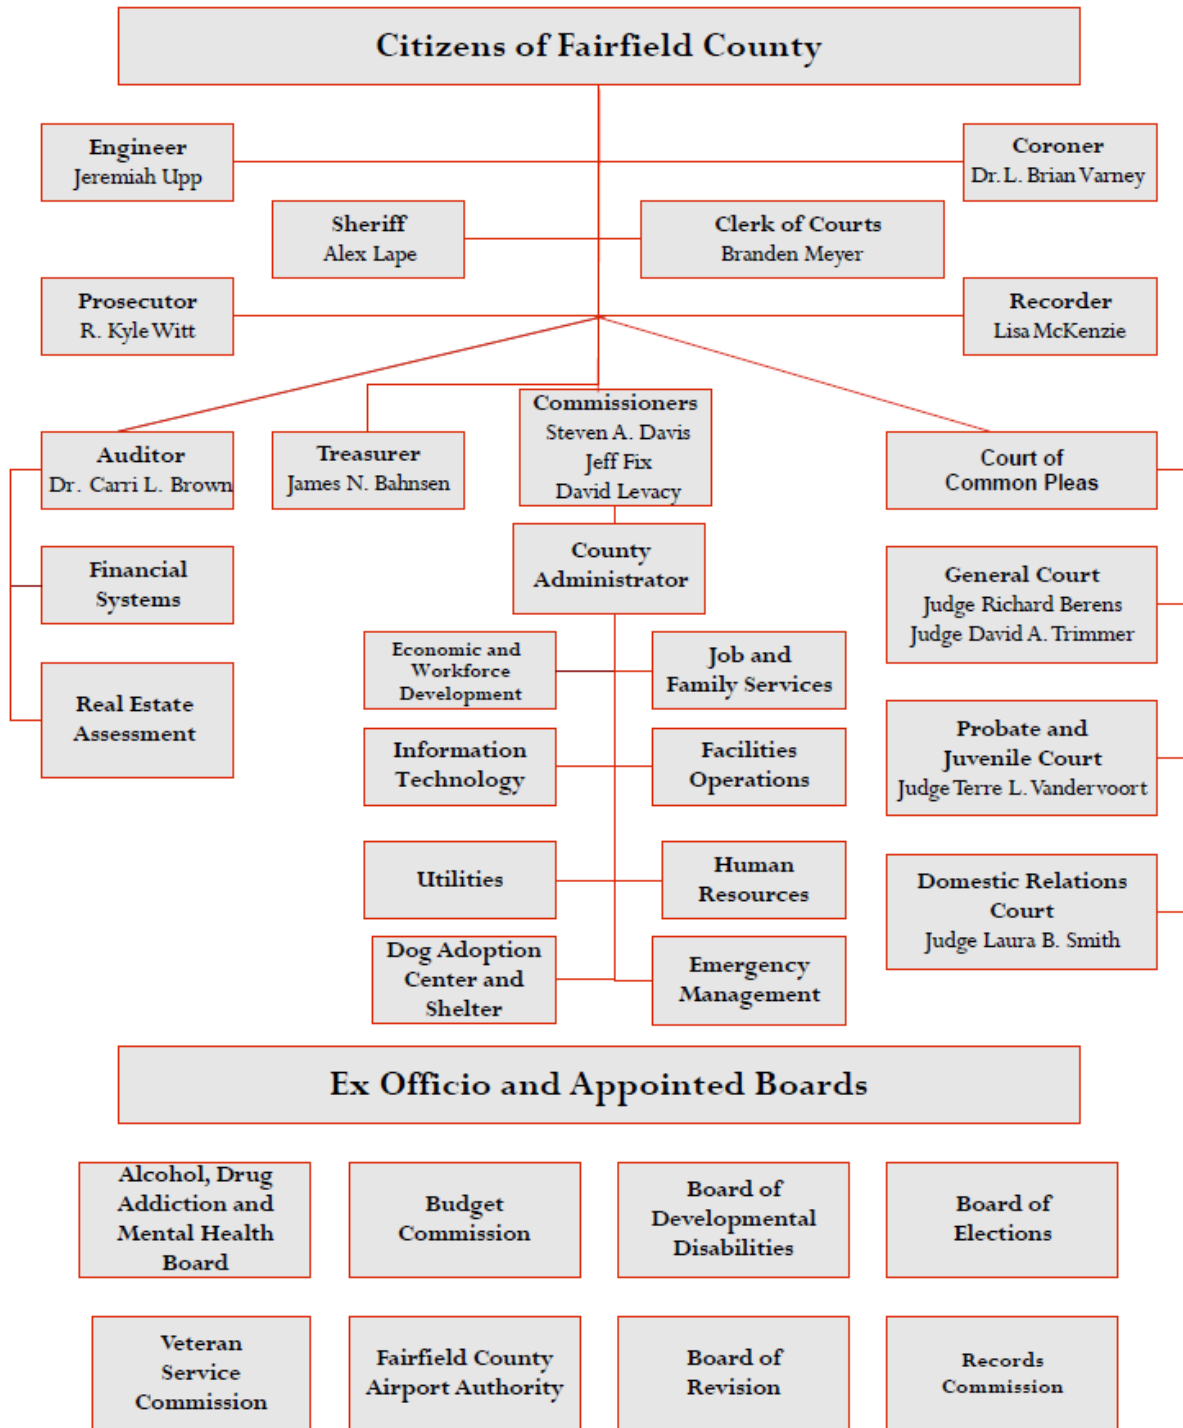 Citizens of Fairfield County
Engineer
Jeremiah Upp
Coroner
Dr. L. Brian Varney
Sheriff
Alex Lape
Clerk of Courts
Branden Meyer
Prosecutor
R. Kyle Witt
Recorder
Lisa McKenzie
Auditor
Dr. Carri L. Brown
Treasurer
James N. Bahnsen
Commissioners
Steven A. Davis
Jeff Fix
David Levacy
Court of
Common Pleas
County
Administrator
Financial
Systems
Real Estate
Assessment
General Court
Judge Richard Berens
Judge David A. Trimmer
Economic and
Workforce
Development
Job and
Family Services
Information
Technology
Facilities
Operations
Probate and
Juvenile Court
Judge Terre L. Vandervoort
Utilities
Human
Resources
Domestic Relations
Court
Judge Laura B. Smith
Dog Adoption
Center and
Shelter
Emergency
Management
Ex Officio and Appointed Boards
Alcohol, Drug
Addiction and
Mental Health
Board
Budget
Commission
Board of
Developmental
Disabilities
Board of
Elections
Veteran
Service
Commission
Fairfield County
Airport Authority
Board of
Revision
Records
Commission